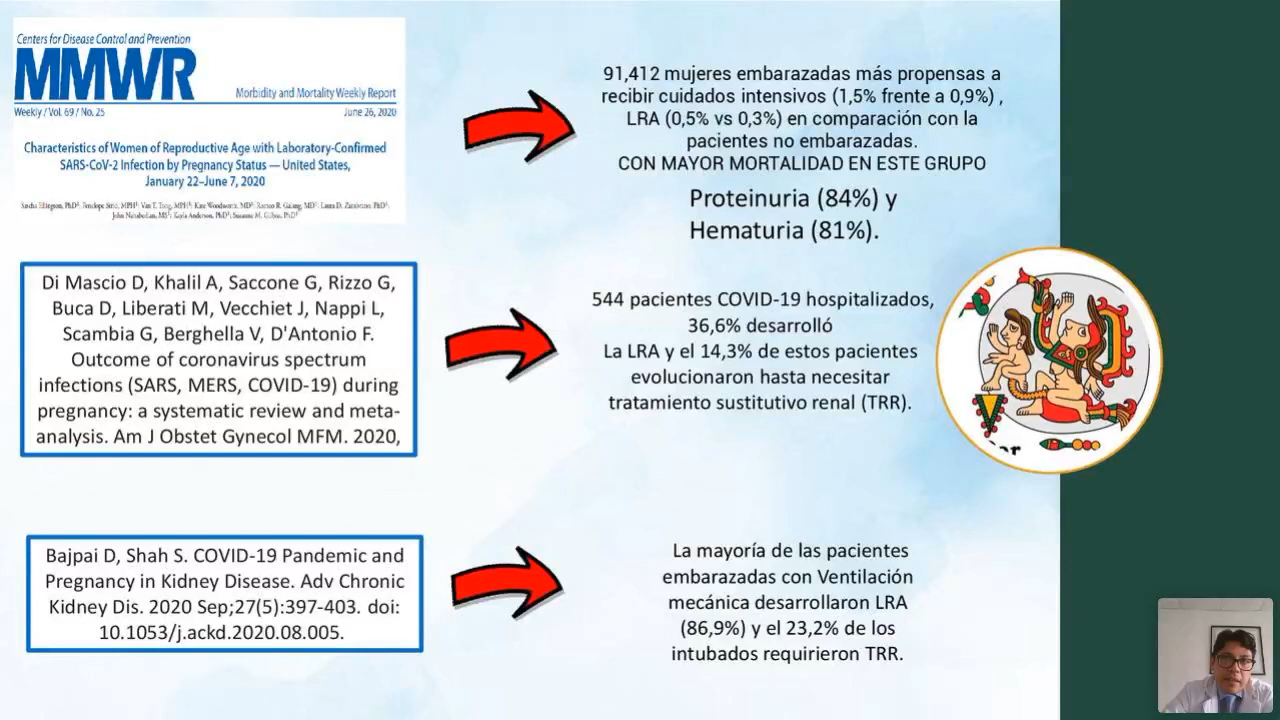 Centers for Disease Control and Prevention
MMWR
Morbidity and Mortality Weekly Report
Weekly / Vol. 69 / No. 25
June 26, 2020
Characteristics of Women of Reproductive Age with Laboratory-Confirmed
SARS-CoV-2 Infection by Pregnancy Status — United States,
January 22–June 7, 2020
91,412 mujeres embarazadas más propensas a
recibir cuidados intensivos (1,5% frente a 0,9%) ,
LRA (0,5% vs 0,3%) en comparación con la
pacientes no embarazadas.
CON MAYOR MORTALIDAD EN ESTE GRUPO
Proteinuria (84%) y
Hematuria (81%).
Di Mascio D, Khalil A, Saccone G, Rizzo G,
Buca D, Liberati M, Vecchiet J, Nappi L,
Scambia G, Berghella V, D'Antonio F.
Outcome of coronavirus spectrum
infections (SARS, MERS, COVID-19) during
pregnancy: a systematic review and meta-
analysis. Am J Obstet Gynecol MFM. 2020,
544 pacientes COVID-19 hospitalizados,
36,6% desarrolló
La LRA y el 14,3% de estos pacientes
evolucionaron hasta necesitar
tratamiento sustitutivo renal (TRR).
Bajpai D, Shah S. COVID-19 Pandemic and
Pregnancy in Kidney Disease. Adv Chronic
Kidney Dis. 2020 Sep;27(5):397-403. doi:
10.1053/j.ackd.2020.08.005.
La mayoría de las pacientes
embarazadas con Ventilación
mecánica desarrollaron LRA
(86,9%) y el 23,2% de los
intubados requirieron TRR.